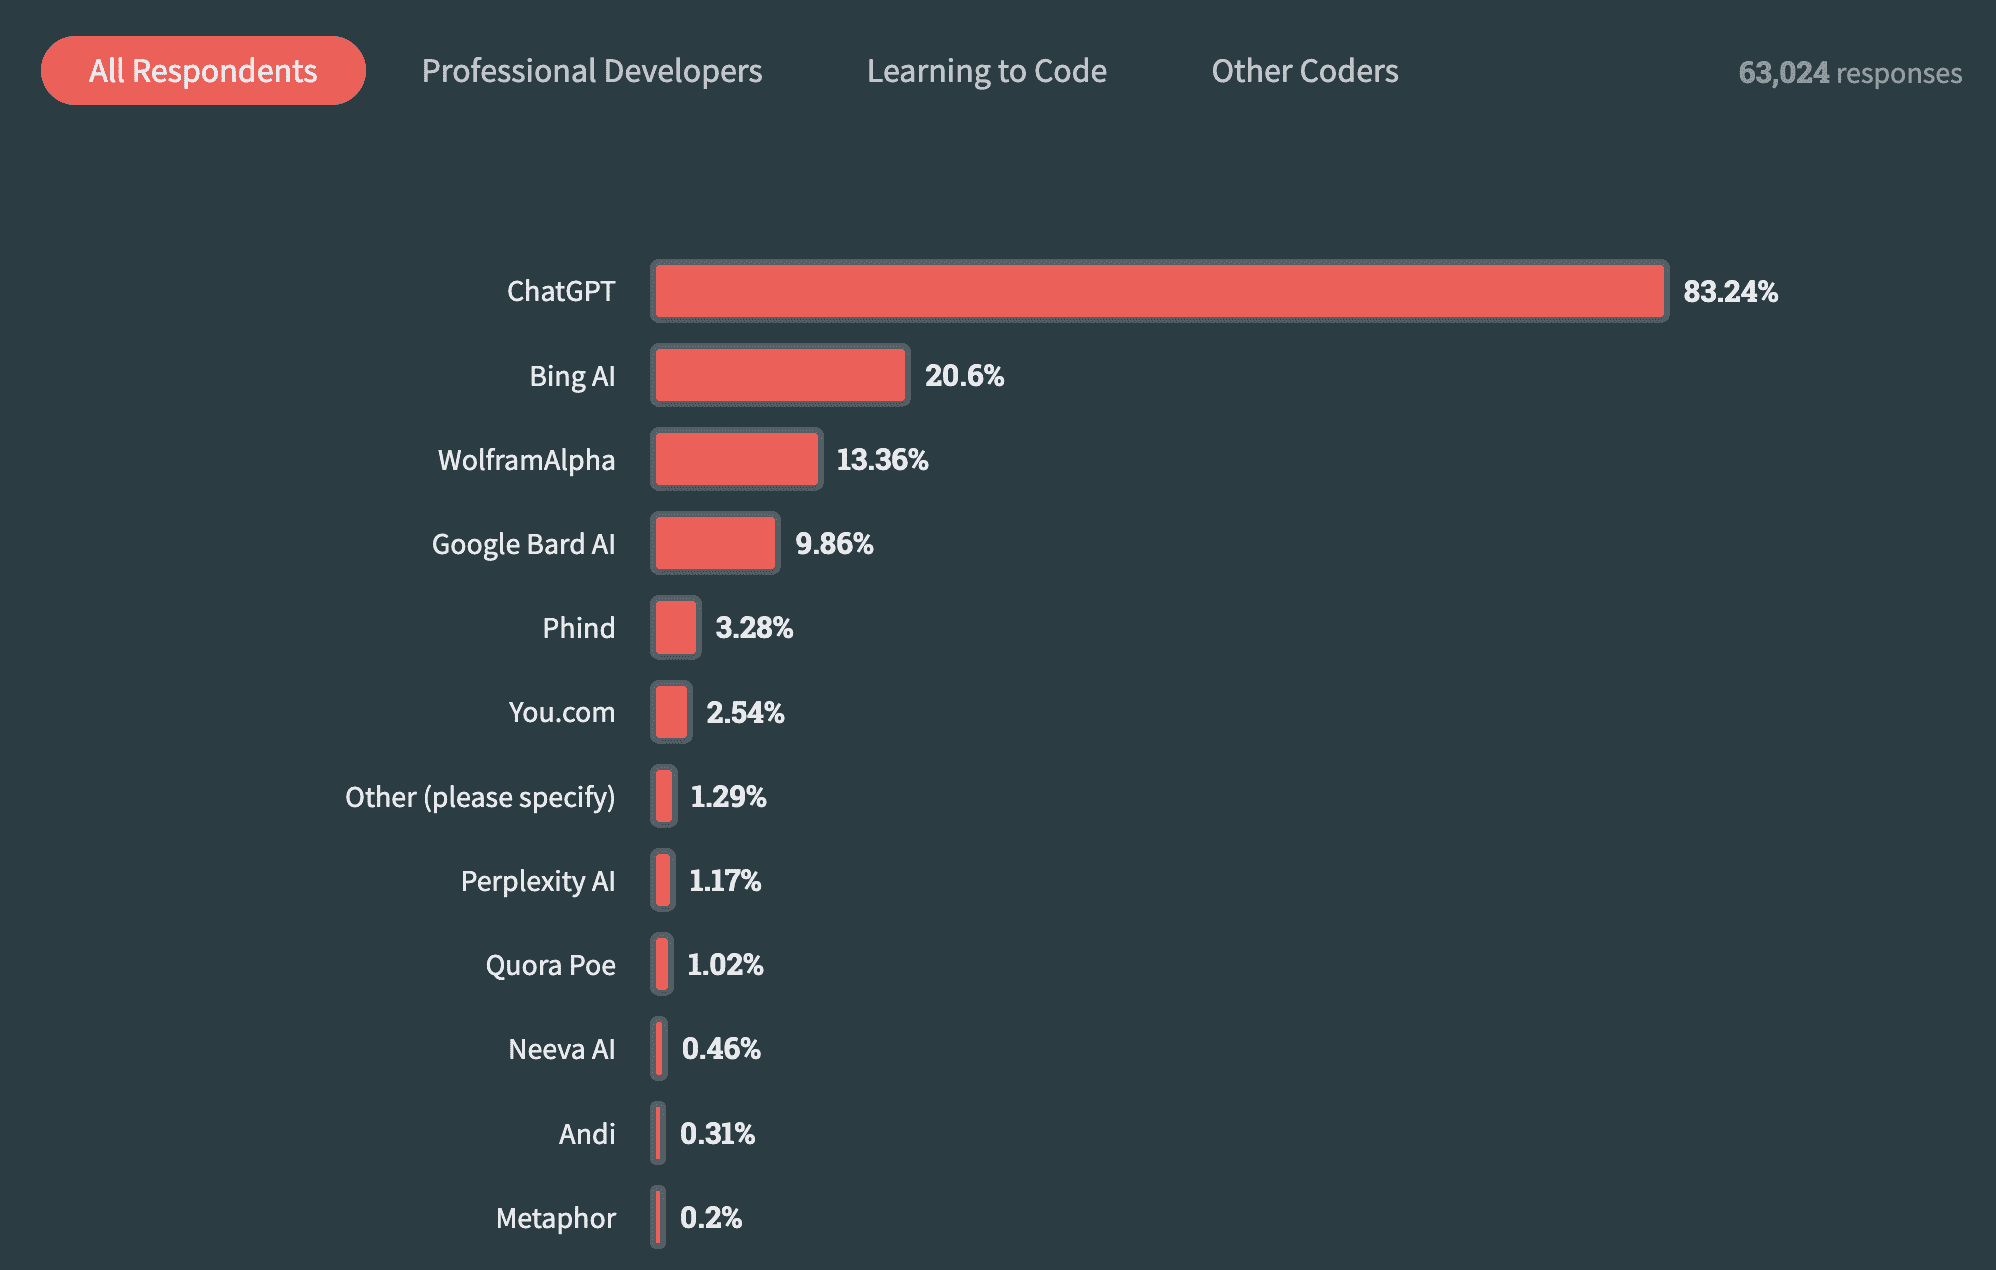 All Respondents Professional Developers Learning to Code Other Coders 63,024 responses
ChatGPT 83.24%
Bing AI 20.6%
WolframAlpha 13.36%
Google Bard AI 9.86%
Phind 3.28%
You.com 2.54%
Other (please specify) 1.29%
Perplexity AI 1.17%
Quora Poe 1.02%
Neeva AI 0.46%
Andi 0.31%
Metaphor 0.2%